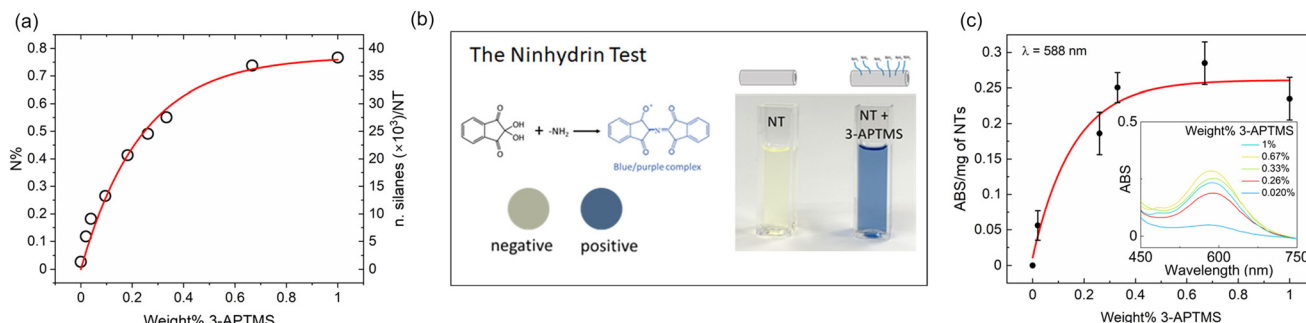 (a)
0.8
0.7
0.6
0.5
0.4
0.3
0.2
0.1
0
N%
40
35
30
25
20
15
10
5
0
n. silanes (×10³)/NT
0
0.2
0.4
0.6
0.8
1
Weight% 3-APTMS
(b)
The Ninhydrin Test
O
OH
OH
O
+ -NH₂
O
O
N
O
O
Blue/purple complex
negative
positive
NT
NT +
3-APTMS
(c)
λ = 588 nm
0.3
0.25
0.2
0.15
0.1
0.05
0
ABS/mg of NTs
0
0.2
0.4
0.6
0.8
1
Weight% 3-APTMS
0.5
0
ABS
Weight% 3-APTMS
1%
0.67%
0.33%
0.26%
0.020%
450
600
750
Wavelength (nm)